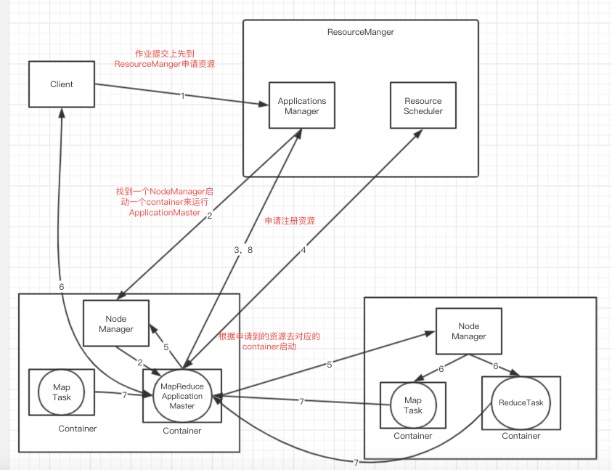 ResourceManger
作业提交上先到
ResourceManger申请资源
Client
1
Applications
Manager
Resource
Scheduler
找到一个NodeManager启
动一个container来运行
ApplicationMaster
2
申请注册资源
3、8
4
6
Node
Manager
5
根据申请到的资源去对应的
container启动
2
Map
Task
7
MapReduce
Application
Master
Container
Container
5
7
7
Node
Manager
6
6
Map
Task
ReduceTask
Container
Container